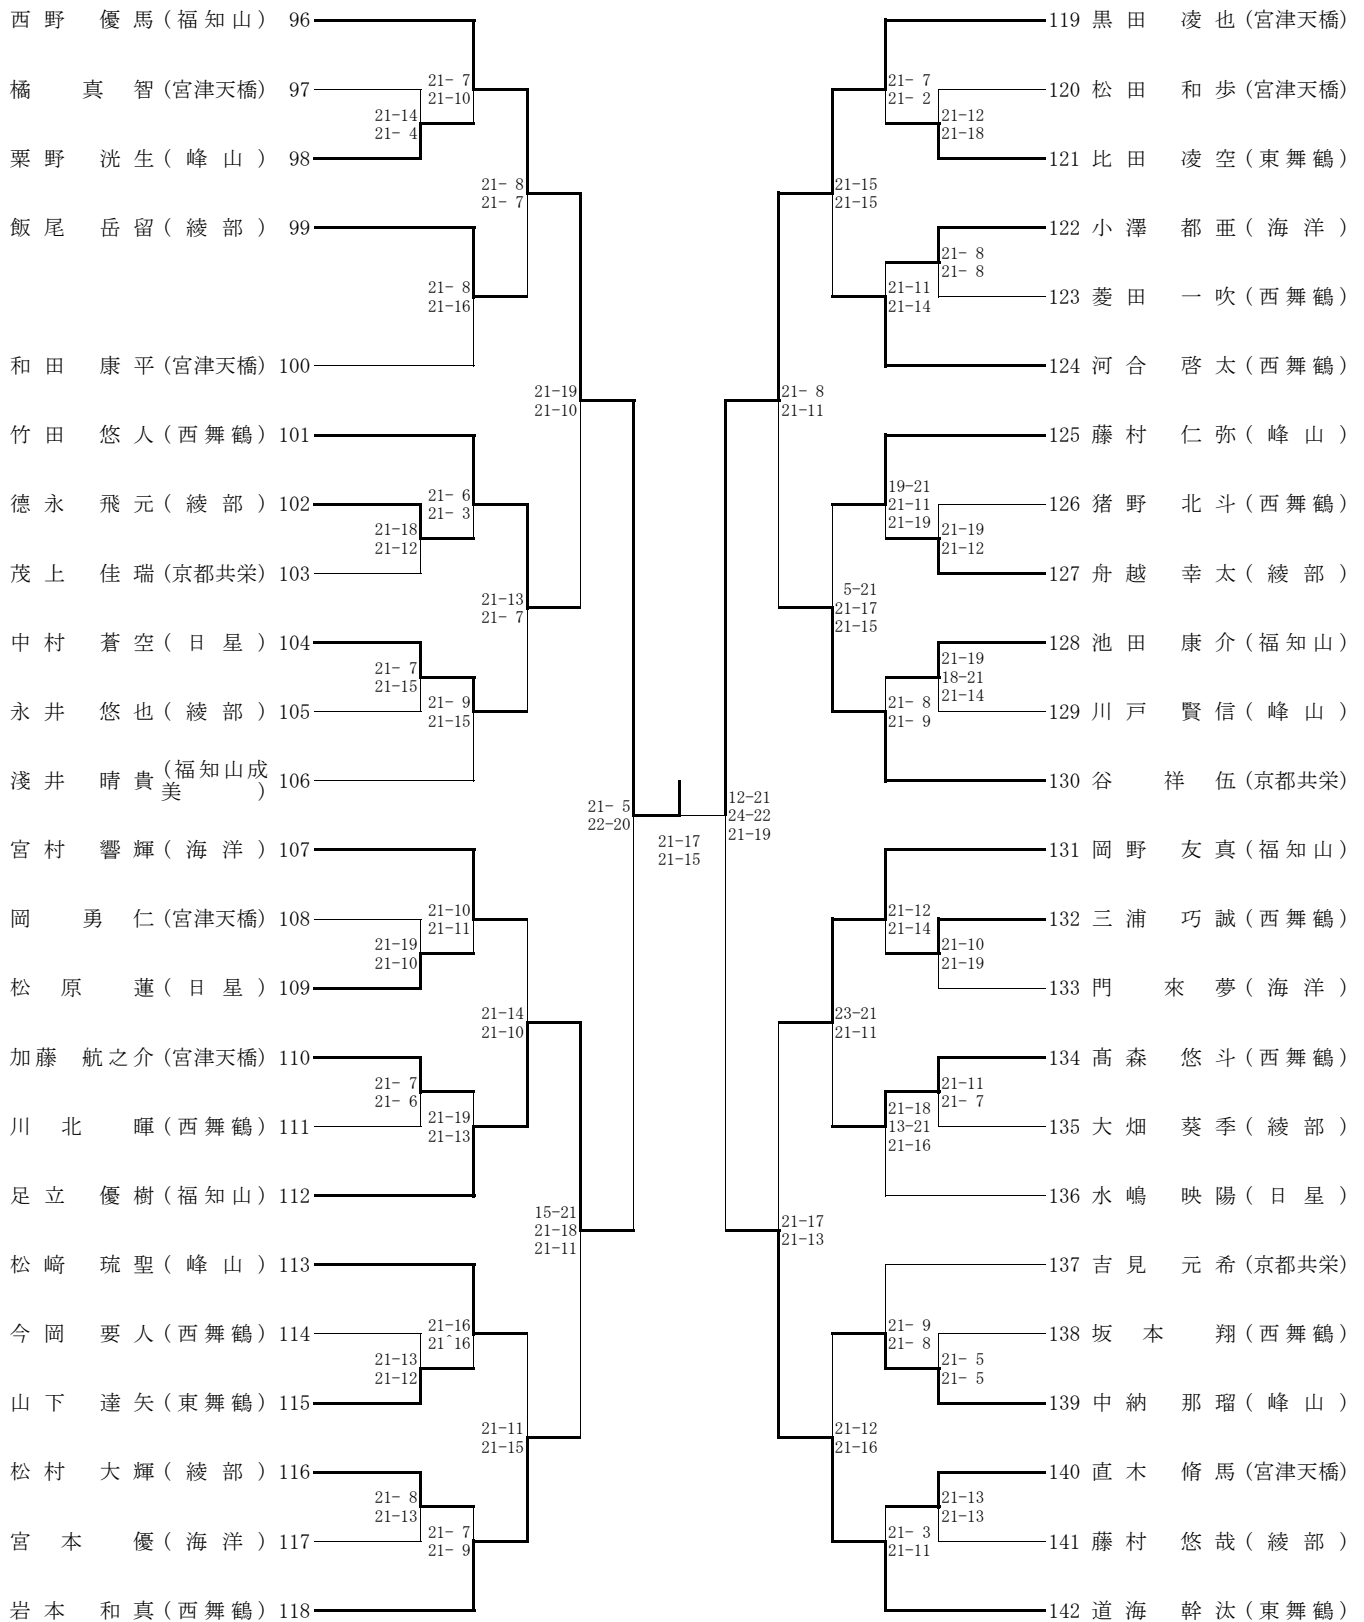 西野 優馬 (福知山) 96
橘 真智 (宮津天橋) 97
粟野 洸生 (峰山) 98
飯尾 岳留 (綾部) 99
和田 康平 (宮津天橋) 100
竹田 悠人 (西舞鶴) 101
德永 飛元 (綾部) 102
茂上 佳瑞 (京都共栄) 103
中村 蒼空 (日星) 104
永井 悠也 (綾部) 105
淺井 晴貴 (福知山成美) 106
宮村 響輝 (海洋) 107
岡 勇仁 (宮津天橋) 108
松原 蓮 (日星) 109
加藤 航之介 (宮津天橋) 110
川北 暉 (西舞鶴) 111
足立 優樹 (福知山) 112
松﨑 琉聖 (峰山) 113
今岡 要人 (西舞鶴) 114
山下 達矢 (東舞鶴) 115
松村 大輝 (綾部) 116
宮本 優 (海洋) 117
岩本 和真 (西舞鶴) 118
21- 7
21-10
21-14
21- 4
21- 8
21- 7
21- 8
21-16
21-19
21-10
21- 6
21- 3
21-18
21-12
21-13
21- 7
21- 7
21-15
21- 9
21-15
21- 5
22-20
21-10
21-11
21-19
21-10
21-14
21-10
21- 7
21- 6
21-19
21-13
15-21
21-18
21-11
21-16
21^16
21-13
21-12
21-11
21-15
21- 8
21-13
21- 7
21- 9
21-17
21-15
119 黒田 凌也 (宮津天橋)
120 松田 和歩 (宮津天橋)
121 比田 凌空 (東舞鶴)
122 小澤 都亜 (海洋)
123 菱田 一吹 (西舞鶴)
124 河合 啓太 (西舞鶴)
125 藤村 仁弥 (峰山)
126 猪野 北斗 (西舞鶴)
127 舟越 幸太 (綾部)
128 池田 康介 (福知山)
129 川戸 賢信 (峰山)
130 谷 祥伍 (京都共栄)
131 岡野 友真 (福知山)
132 三浦 巧誠 (西舞鶴)
133 門 來夢 (海洋)
134 髙森 悠斗 (西舞鶴)
135 大畑 葵季 (綾部)
136 水嶋 映陽 (日星)
137 吉見 元希 (京都共栄)
138 坂本 翔 (西舞鶴)
139 中納 那瑠 (峰山)
140 直木 脩馬 (宮津天橋)
141 藤村 悠哉 (綾部)
142 道海 幹汰 (東舞鶴)
21- 7
21- 2
21-12
21-18
21-15
21-15
21- 8
21- 8
21-11
21-14
21- 8
21-11
19-21
21-11
21-19
21-19
21-12
5-21
21-17
21-15
21-19
18-21
21-14
21- 8
21- 9
12-21
24-22
21-19
21-12
21-14
21-10
21-19
23-21
21-11
21-11
21- 7
21-18
13-21
21-16
21-17
21-13
21- 9
21- 8
21- 5
21- 5
21-12
21-16
21-13
21-13
21- 3
21-11